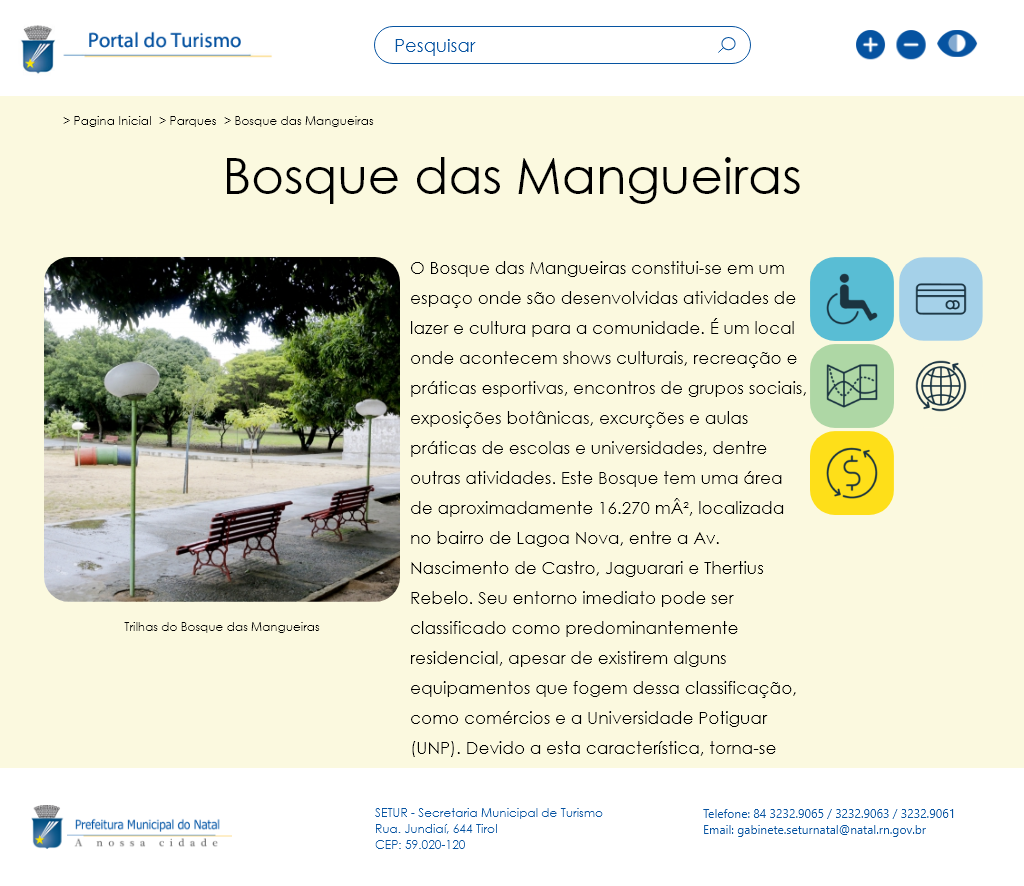 Portal do Turismo
Pesquisar
> Pagina Inicial > Parques > Bosque das Mangueiras
Bosque das Mangueiras
O Bosque das Mangueiras constitui-se em um
espaço onde são desenvolvidas atividades de
lazer e cultura para a comunidade. É um local
onde acontecem shows culturais, recreação e
práticas esportivas, encontros de grupos sociais,
exposições botânicas, excurções e aulas
práticas de escolas e universidades, dentre
outras atividades. Este Bosque tem uma área
de aproximadamente 16.270 mÂ², localizada
no bairro de Lagoa Nova, entre a Av.
Nascimento de Castro, Jaguarari e Thertius
Rebelo. Seu entorno imediato pode ser
classificado como predominantemente
residencial, apesar de existirem alguns
equipamentos que fogem dessa classificação,
como comércios e a Universidade Potiguar
(UNP). Devido a esta característica, torna-se
Trilhas do Bosque das Mangueiras
Prefeitura Municipal do Natal
A nossa cidade
SETUR - Secretaria Municipal de Turismo
Rua. Jundiaí, 644 Tirol
CEP: 59.020-120
Telefone: 84 3232.9065 / 3232.9063 / 3232.9061
Email: gabinete.seturnatal@natal.rn.gov.br